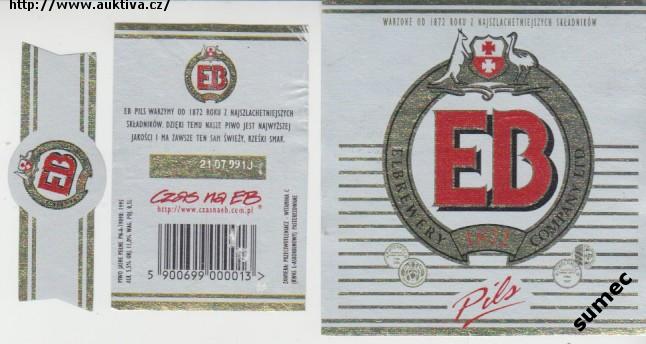 http://www.auktiva.cz/
EB
EB
EB PILS WARZYMY OD 1872 ROKU Z NAJSZLACHETNIEJSZYCH
SKŁADNIKÓW. DZIĘKI TEMU NASZE PIWO JEST NAJWYŻSZEJ
JAKOŚCI I MA ZAWSZE TEN SAM ŚWIEŻY, RZEŚKI SMAK.
21 07 991J
Czas na EB ®
http://www.czasnaeb.com.pl
5 900699 000013 >
WARZONE OD 1872 ROKU Z NAJSZLACHETNIEJSZYCH SKŁADNIKÓW
EB
ELBREWERY COMPANY LTD.
1872
Pils
sumec